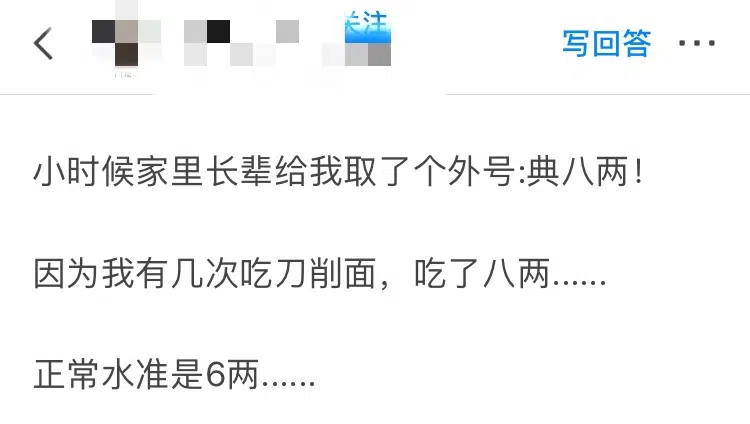 关注
写回答
小时候家里长辈给我取了个外号:典八两!
因为我有几次吃刀削面，吃了八两......
正常水准是6两......